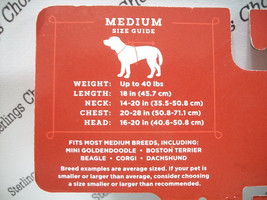 MEDIUM
SIZE GUIDE
WEIGHT: Up to 40 lbs
LENGTH: 18 in (45.7 cm)
NECK: 14-20 in (35.5-50.8 cm)
CHEST: 20-28 in (50.8-71.1 cm)
HEAD: 16-20 in (40.6-50.8 cm)
FITS MOST MEDIUM BREEDS, INCLUDING:
MINI GOLDENDOODLE • BOSTON TERRIER
BEAGLE • CORGI • DACHSHUND
Breed examples are average sized. If your pet is
smaller or larger than average, consider choosing
a size smaller or larger than recommended.
Sterlings Choice
Sterlings